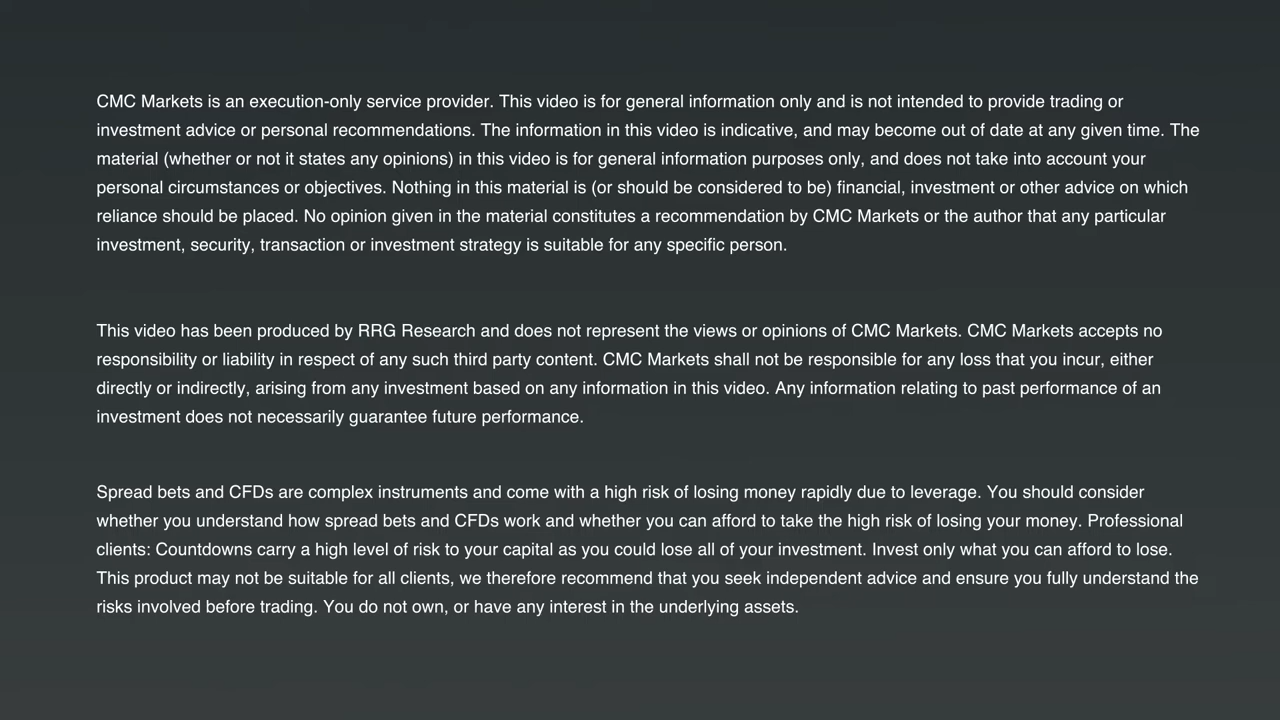 CMC Markets is an execution-only service provider. This video is for general information only and is not intended to provide trading or
investment advice or personal recommendations. The information in this video is indicative, and may become out of date at any given time. The
material (whether or not it states any opinions) in this video is for general information purposes only, and does not take into account your
personal circumstances or objectives. Nothing in this material is (or should be considered to be) financial, investment or other advice on which
reliance should be placed. No opinion given in the material constitutes a recommendation by CMC Markets or the author that any particular
investment, security, transaction or investment strategy is suitable for any specific person.
This video has been produced by RRG Research and does not represent the views or opinions of CMC Markets. CMC Markets accepts no
responsibility or liability in respect of any such third party content. CMC Markets shall not be responsible for any loss that you incur, either
directly or indirectly, arising from any investment based on any information in this video. Any information relating to past performance of an
investment does not necessarily guarantee future performance.
Spread bets and CFDs are complex instruments and come with a high risk of losing money rapidly due to leverage. You should consider
whether you understand how spread bets and CFDs work and whether you can afford to take the high risk of losing your money. Professional
clients: Countdowns carry a high level of risk to your capital as you could lose all of your investment. Invest only what you can afford to lose.
This product may not be suitable for all clients, we therefore recommend that you seek independent advice and ensure you fully understand the
risks involved before trading. You do not own, or have any interest in the underlying assets.